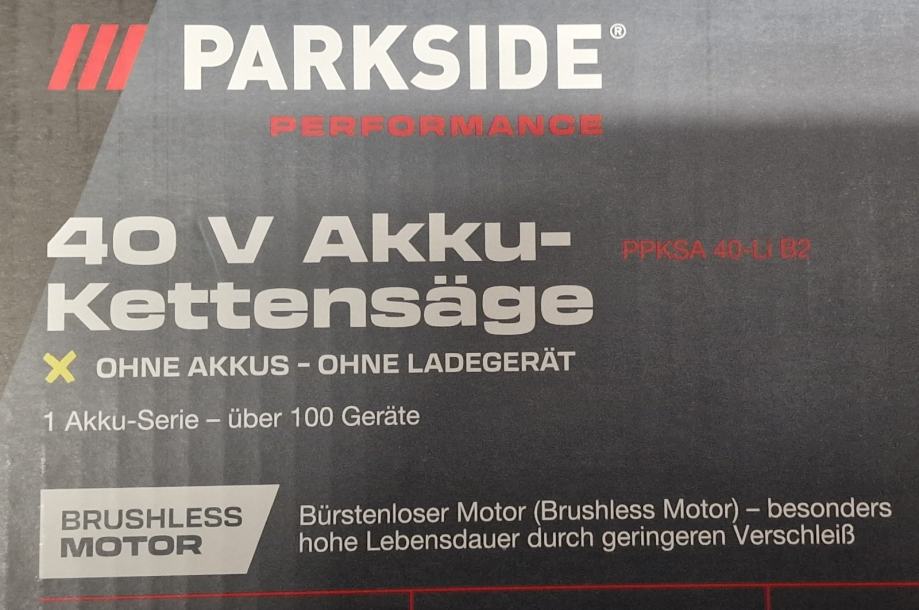 PARKSIDE®
PERFORMANCE
40 V Akku-
Kettensäge
PPKSA 40-Li B2
OHNE AKKUS – OHNE LADEGERÄT
1 Akku-Serie – über 100 Geräte
BRUSHLESS
MOTOR
Bürstenloser Motor (Brushless Motor) – besonders
hohe Lebensdauer durch geringeren Verschleiß